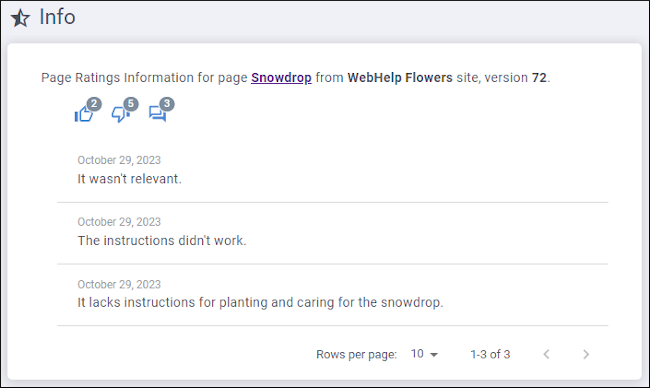 Info
Page Ratings Information for page Snowdrop from WebHelp Flowers site, version 72.
2 5 3
October 29, 2023
It wasn't relevant.
October 29, 2023
The instructions didn't work.
October 29, 2023
It lacks instructions for planting and caring for the snowdrop.
Rows per page: 10 1-3 of 3